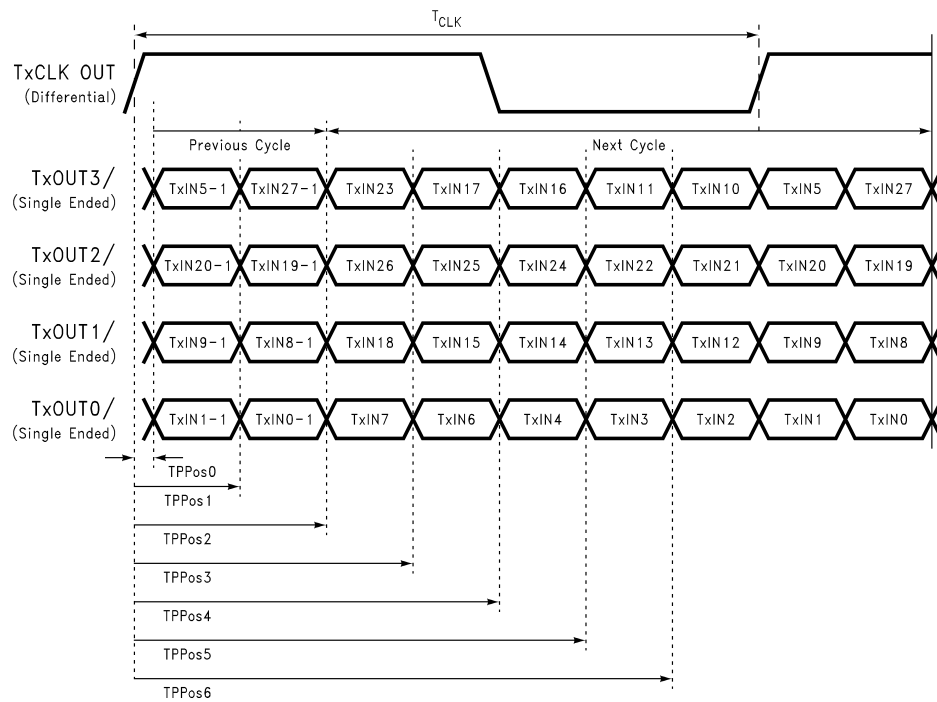 TCLK
TxCLK OUT
(Differential)
Previous Cycle
Next Cycle
TxOUT3/
(Single Ended)
TxIN5-1 TxIN27-1 TxIN23 TxIN17 TxIN16 TxIN11 TxIN10 TxIN5 TxIN27
TxOUT2/
(Single Ended)
TxIN20-1 TxIN19-1 TxIN26 TxIN25 TxIN24 TxIN22 TxIN21 TxIN20 TxIN19
TxOUT1/
(Single Ended)
TxIN9-1 TxIN8-1 TxIN18 TxIN15 TxIN14 TxIN13 TxIN12 TxIN9 TxIN8
TxOUT0/
(Single Ended)
TxIN1-1 TxIN0-1 TxIN7 TxIN6 TxIN4 TxIN3 TxIN2 TxIN1 TxIN0
TPPos0
TPPos1
TPPos2
TPPos3
TPPos4
TPPos5
TPPos6